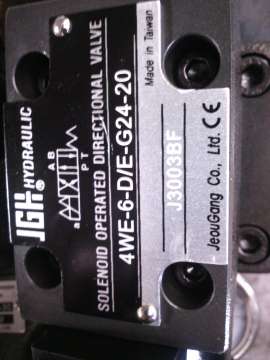 JGH HYDRAULIC
®
A B
a
P T
SOLENOID OPERATED DIRECTIONAL VALVE
4WE-6-D/E-G24-20
Made in Taiwan
J3003BF
JeouGang Co., Ltd. CE